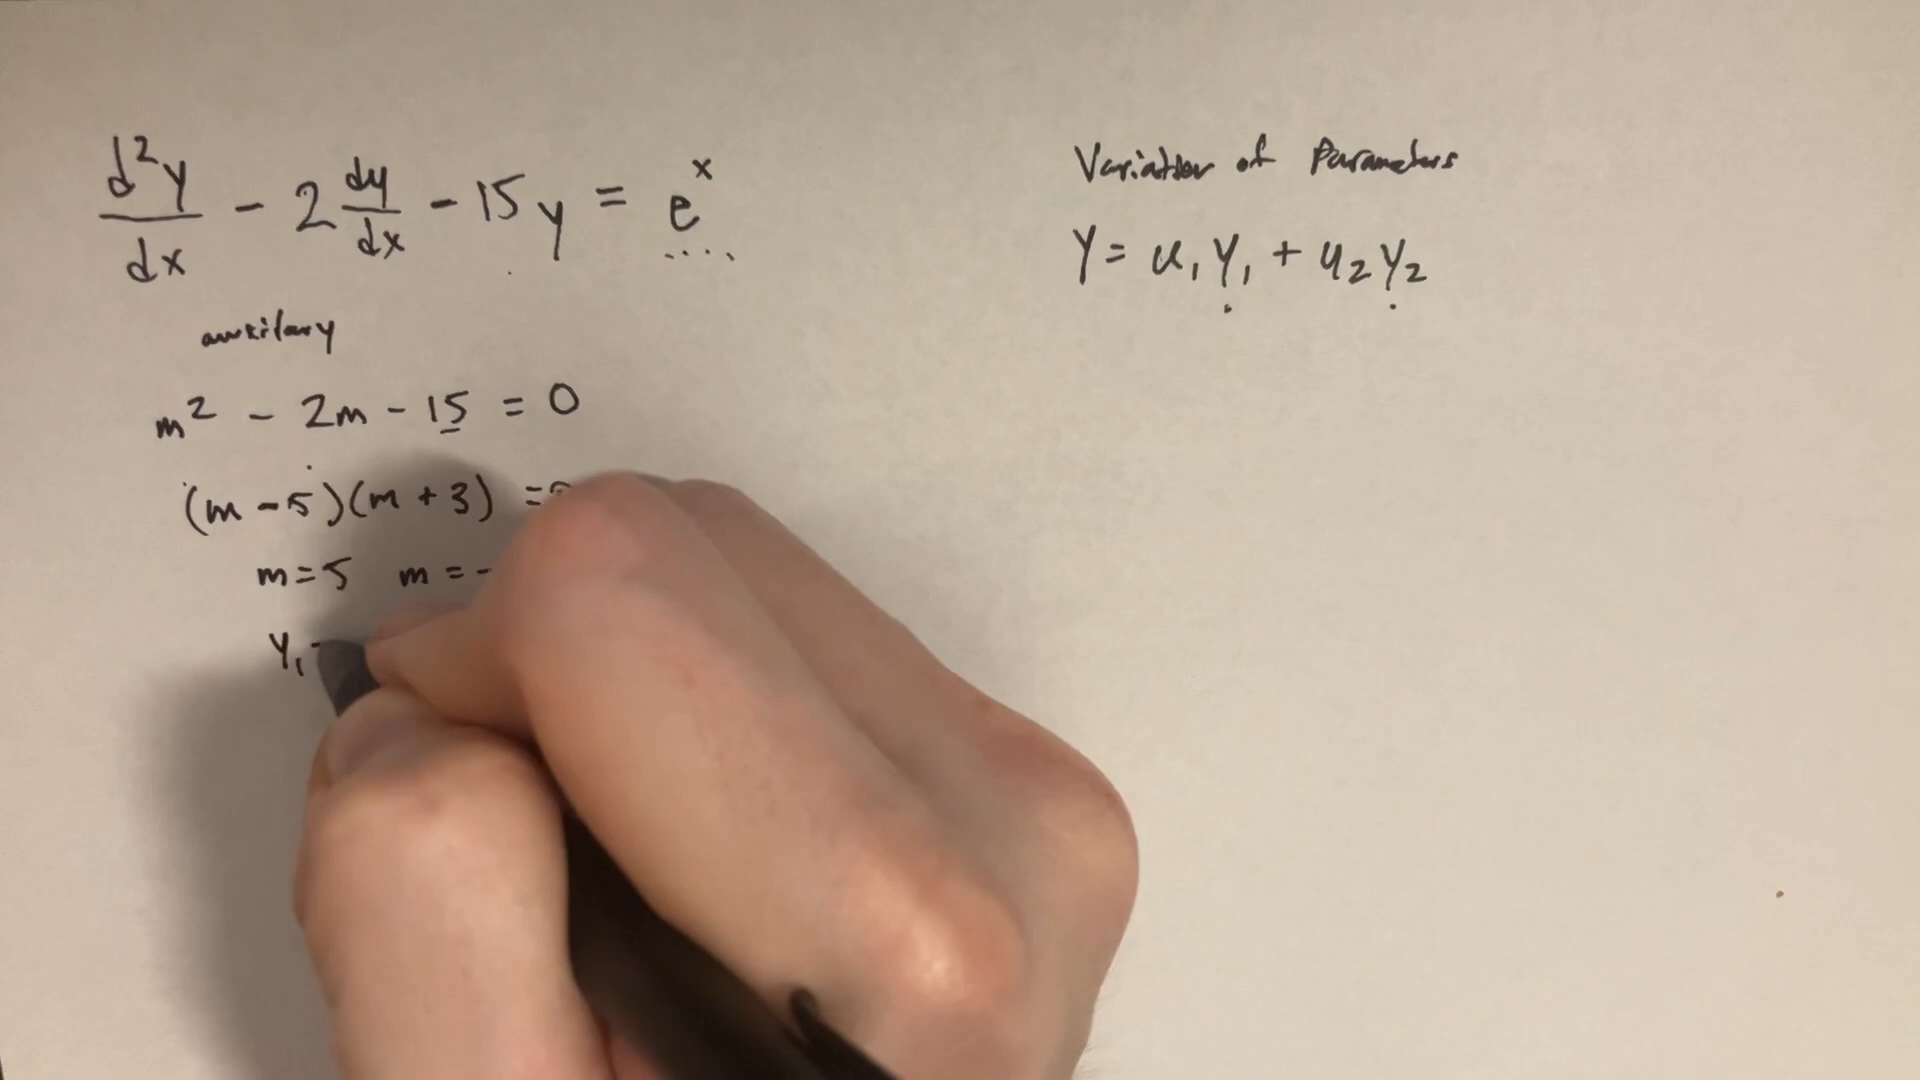 d²y/dx - 2 dy/dx - 15y = eˣ
auxilary
m² - 2m - 15 = 0
(m - 5)(m + 3) =
m = 5 m = -
y₁
Variation of Parameters
Y = u₁y₁ + u₂y₂